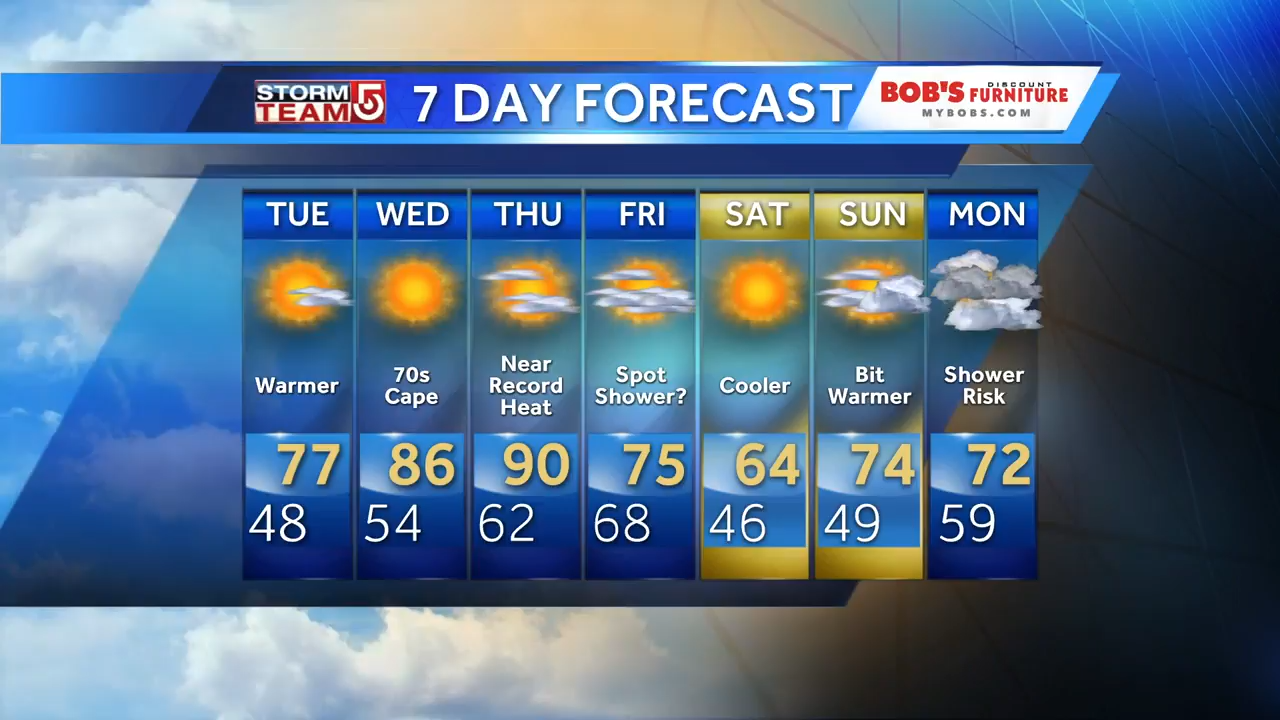 STORM
TEAM 5
7 DAY FORECAST
BOB'S DISCOUNT
FURNITURE
MYBOBS.COM
TUE WED THU FRI SAT SUN MON
Warmer
70s
Cape
Near
Record
Heat
Spot
Shower?
Cooler
Bit
Warmer
Shower
Risk
77 86 90 75 64 74 72
48 54 62 68 46 49 59